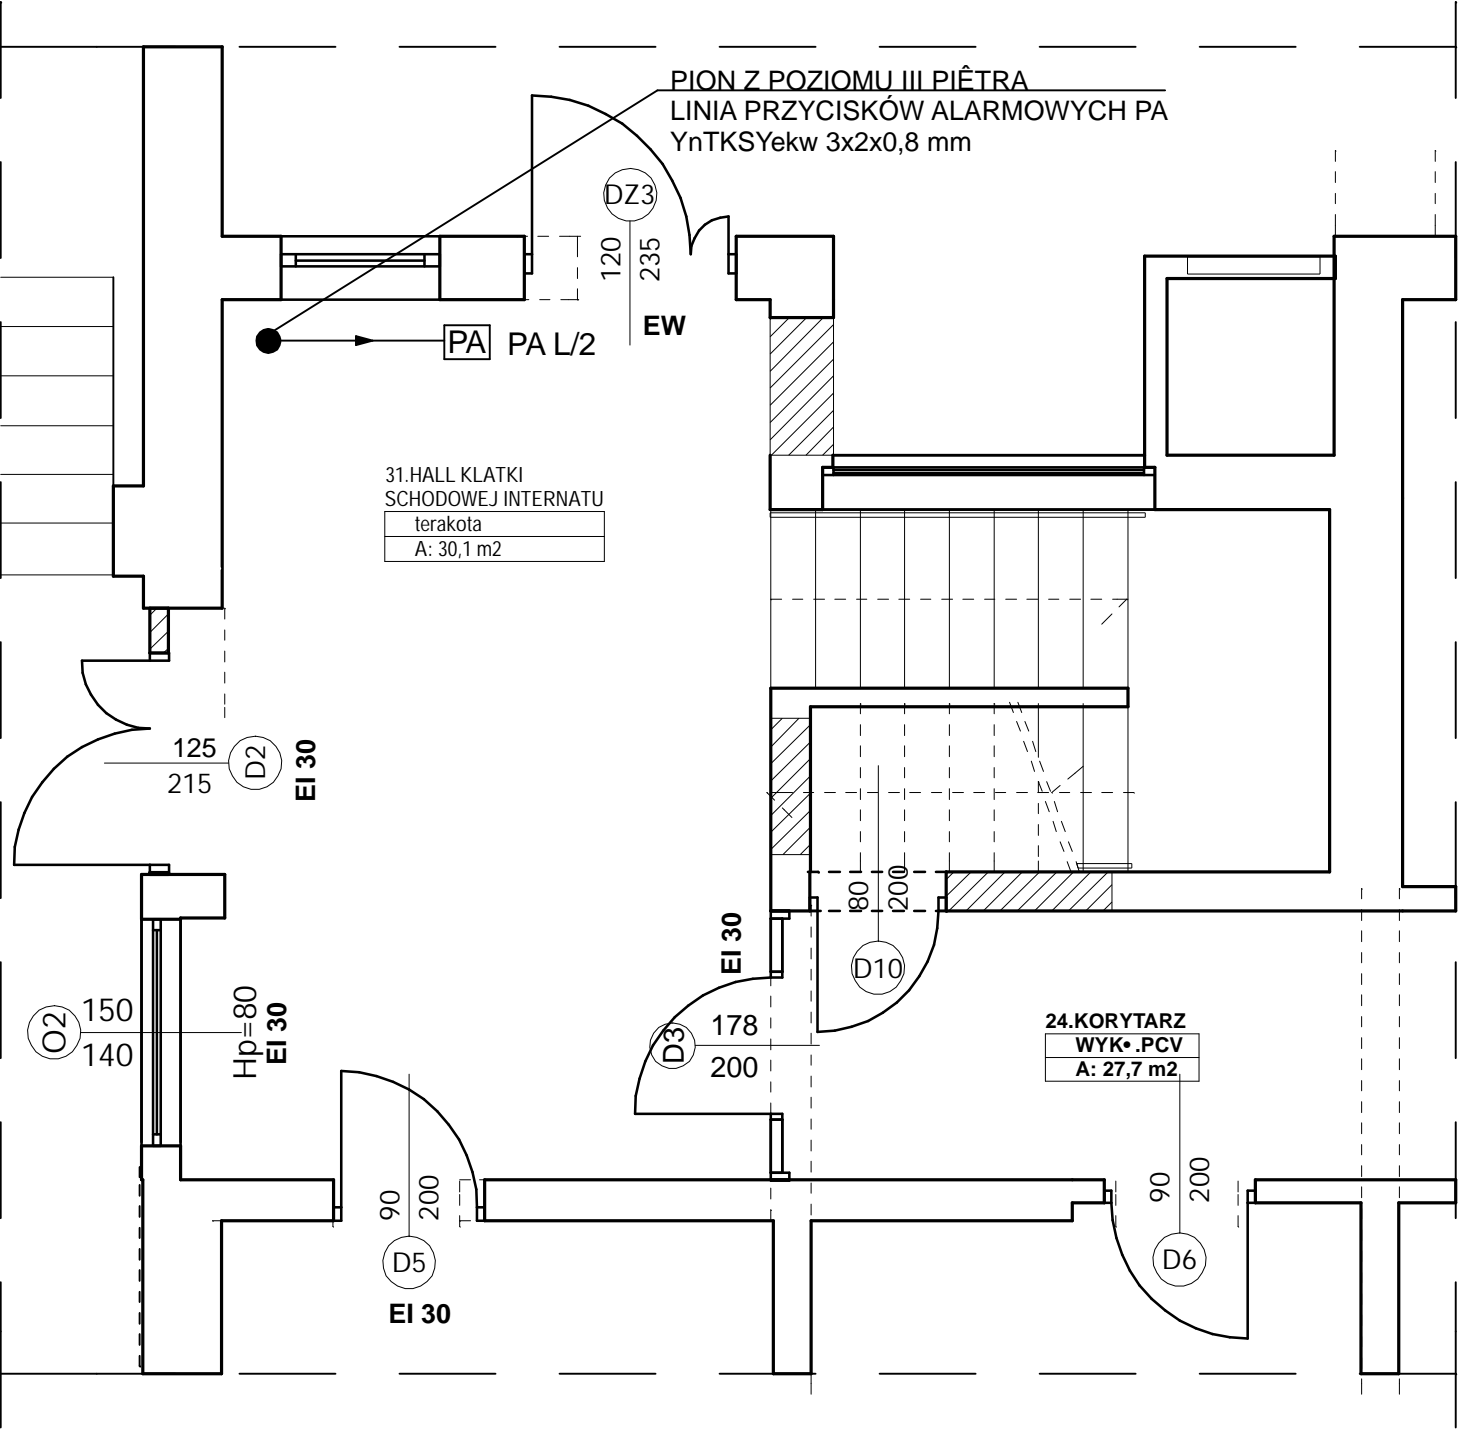 PION Z POZIOMU III PIÊTRA
LINIA PRZYCISKÓW ALARMOWYCH PA
YnTKSYekw 3x2x0,8 mm
DZ3
120
235
EW
PA PA L/2
31.HALL KLATKI
SCHODOWEJ INTERNATU
terakota
A: 30,1 m2
125
215
D2
EI 30
80
200
D10
EI 30
D3
178
200
O2
150
140
Hp=80
EI 30
24.KORYTARZ
WYK• .PCV
A: 27,7 m2
90
200
D5
EI 30
90
200
D6